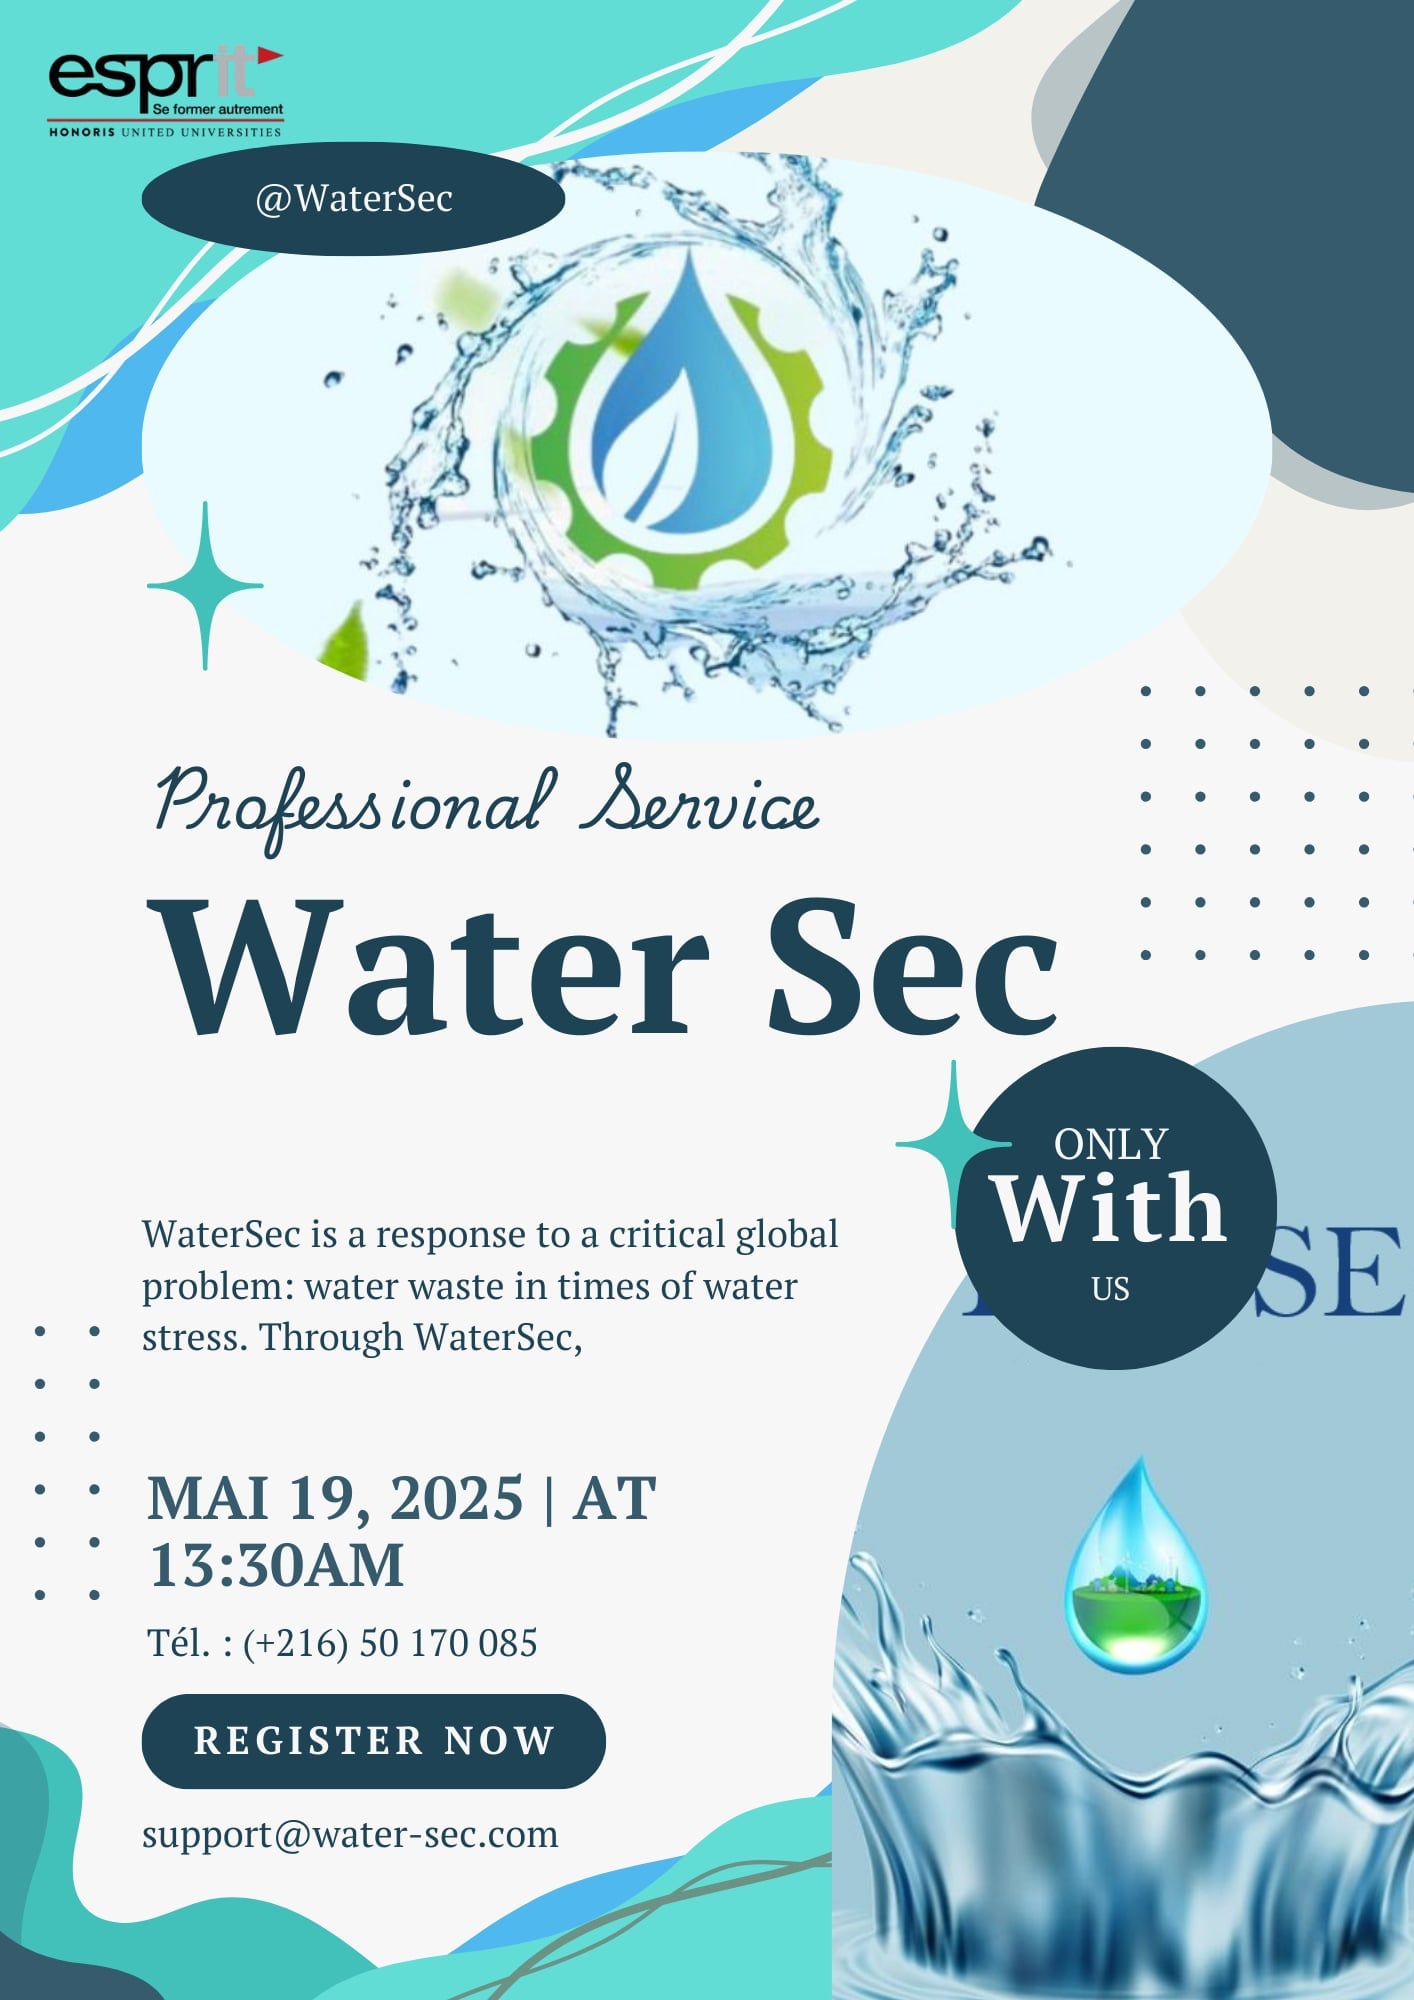 esprit
Se former autrement
HONORIS UNITED UNIVERSITIES
@WaterSec
Professional Service
Water Sec
ONLY
With
US
SE
WaterSec is a response to a critical global
problem: water waste in times of water
stress. Through WaterSec,
MAI 19, 2025 | AT
13:30AM
Tél. : (+216) 50 170 085
REGISTER NOW
support@water-sec.com